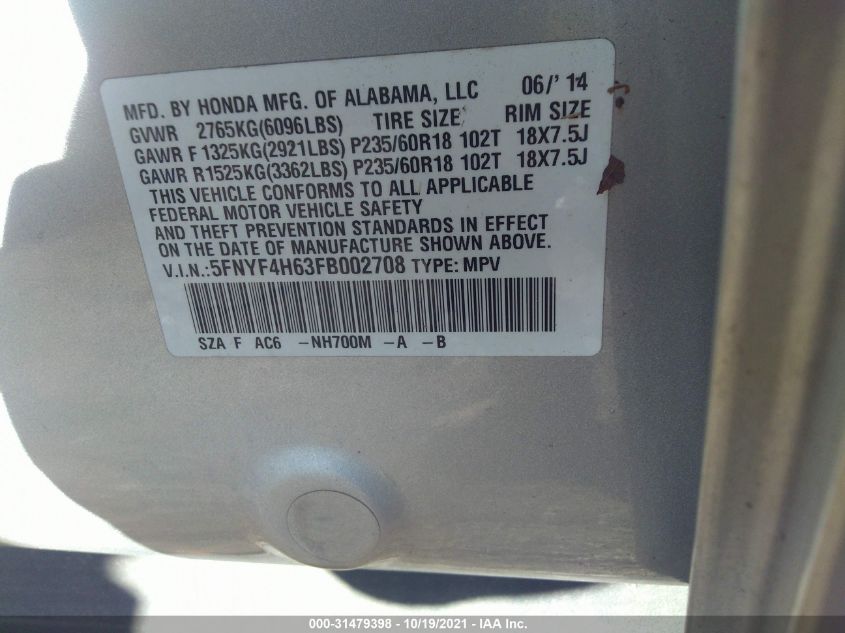 MFD. BY HONDA MFG. OF ALABAMA, LLC 06/' 14
GVWR 2765KG(6096LBS) TIRE SIZE RIM SIZE
GAWR F 1325KG(2921LBS) P235/60R18 102T 18X7.5J
GAWR R1525KG(3362LBS) P235/60R18 102T 18X7.5J
THIS VEHICLE CONFORMS TO ALL APPLICABLE
FEDERAL MOTOR VEHICLE SAFETY
AND THEFT PREVENTION STANDARDS IN EFFECT
ON THE DATE OF MANUFACTURE SHOWN ABOVE.
V.I.N.:5FNYF4H63FB002708 TYPE: MPV
SZA F AC6 -NH700M -A -B
000-31479398 - 10/19/2021 - IAA Inc.